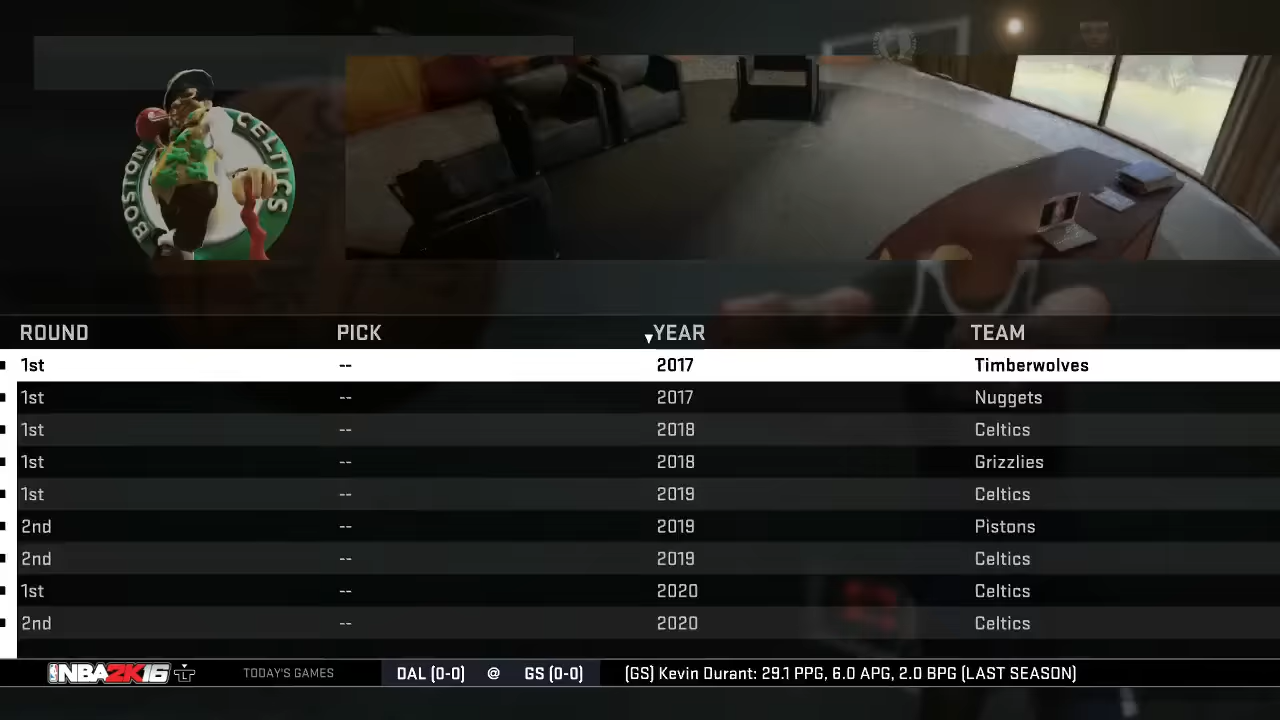 BOSTON CELTICS
ROUND PICK YEAR TEAM
1st -- 2017 Timberwolves
1st -- 2017 Nuggets
1st -- 2018 Celtics
1st -- 2018 Grizzlies
1st -- 2019 Celtics
2nd -- 2019 Pistons
2nd -- 2019 Celtics
1st -- 2020 Celtics
2nd -- 2020 Celtics
NBA2K16 TODAY'S GAMES DAL (0-0) @ GS (0-0) (GS) Kevin Durant: 29.1 PPG, 6.0 APG, 2.0 BPG (LAST SEASON)